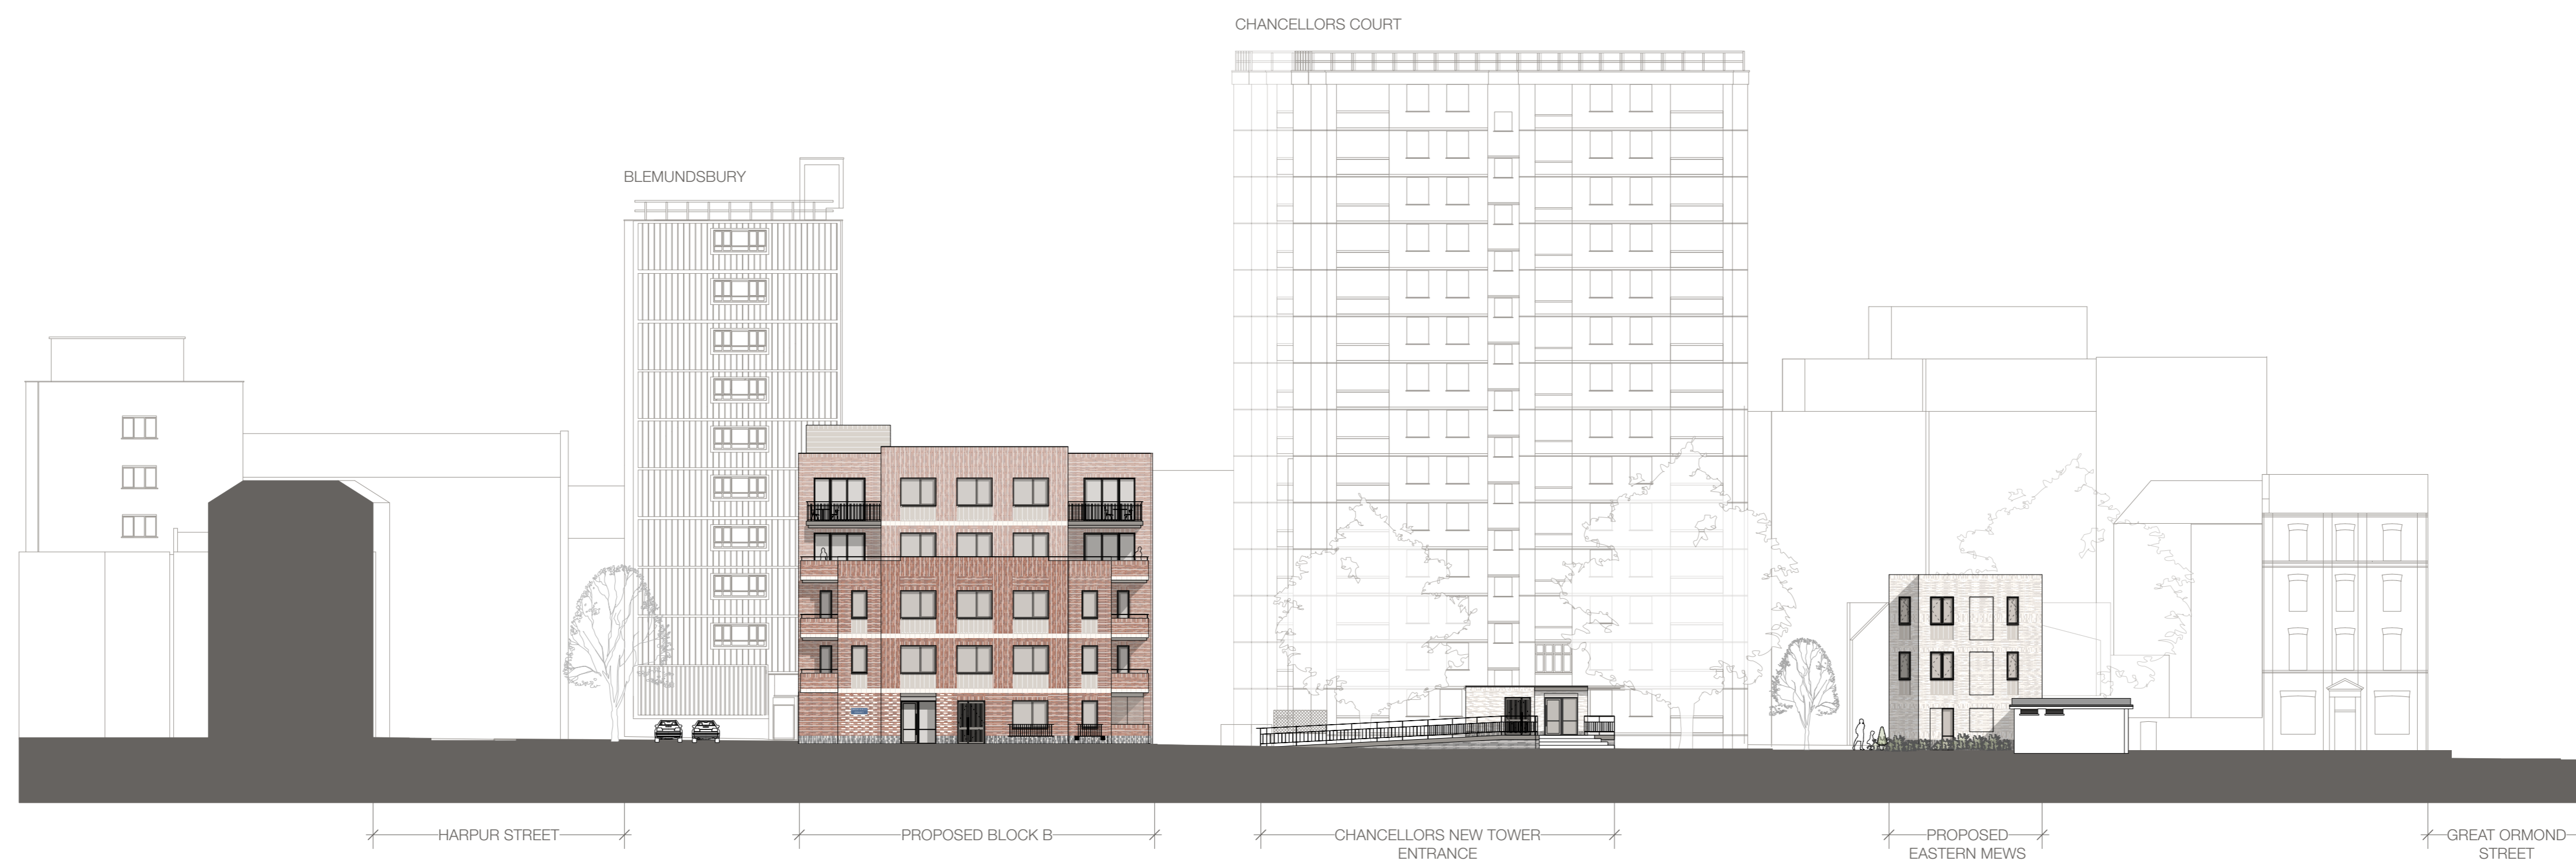 CHANCELLORS COURT
BLEMUNDSBURY
HARPUR STREET
PROPOSED BLOCK B
CHANCELLORS NEW TOWER
ENTRANCE
PROPOSED
EASTERN MEWS
GREAT ORMOND
STREET